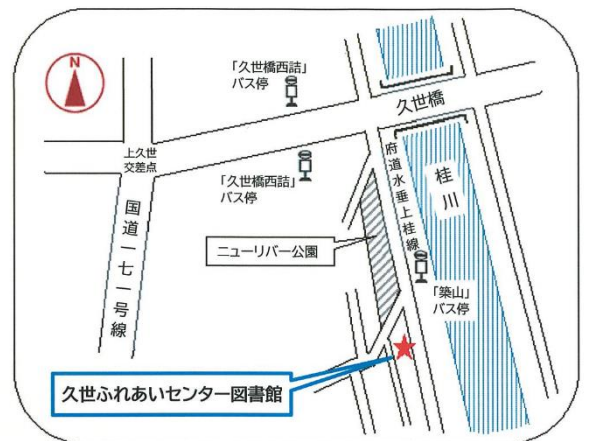 N
「久世橋西詰」
バス停
久世橋
上久世
交差点
「久世橋西詰」
バス停
府道水垂上桂線
桂川
国道一七一号線
ニューリバー公園
「築山」
バス停
久世ふれあいセンター図書館